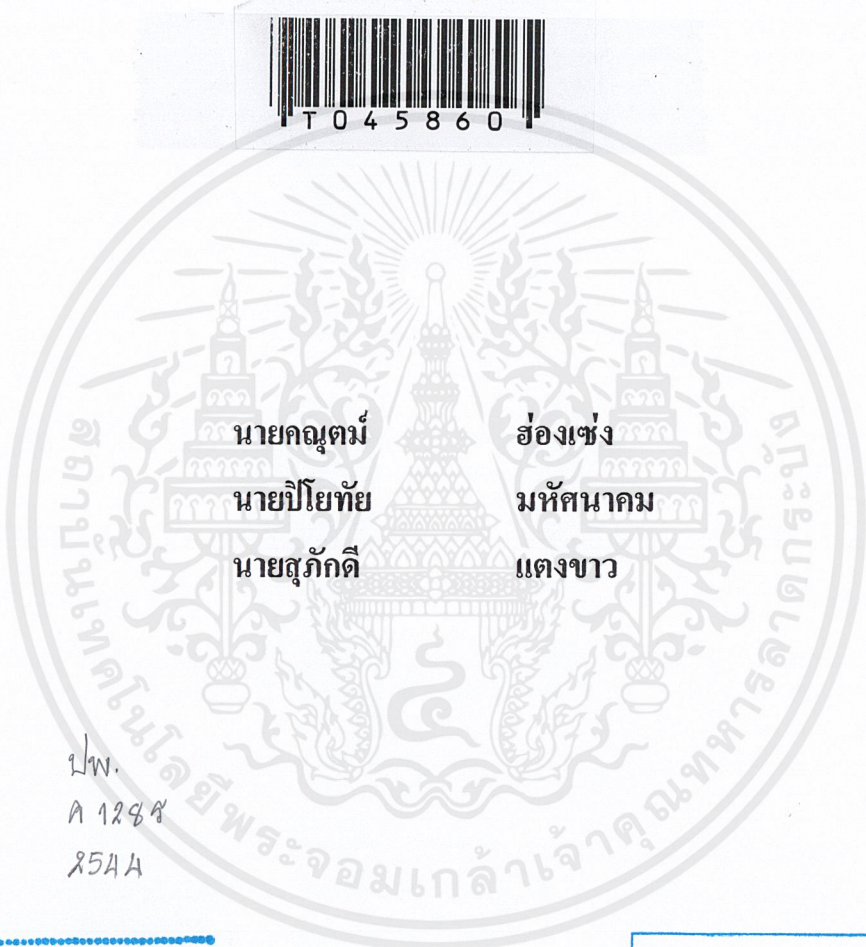 T045860
นายคณุตม์ ฮ่องเซ่ง
นายปิโยทัย มหัศนาคม
นายสุภักดี แตงขาว
สถาบันเทคโนโลยีพระจอมเกล้าเจ้าคุณทหารลาดกระบัง
ปพ.
2544